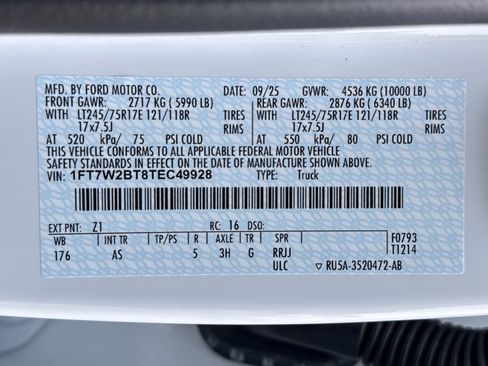 MFD. BY FORD MOTOR CO. DATE: 09/25 GVWR: 4536 KG (10000 LB)
FRONT GAWR: 2717 KG ( 5990 LB) REAR GAWR: 2876 KG ( 6340 LB)
WITH LT245/75R17E 121/118R TIRES WITH LT245/75R17E 121/118R TIRES
17x7.5J RIMS 17x7.5J RIMS
AT 520 kPa/ 75 PSI COLD AT 550 kPa/ 80 PSI COLD
THIS VEHICLE CONFORMS TO ALL APPLICABLE FEDERAL MOTOR VEHICLE
SAFETY STANDARDS IN EFFECT ON THE DATE OF MANUFACTURE SHOWN ABOVE.
VIN: 1FT7W2BT8TEC49928 TYPE: Truck
EXT PNT: Z1 RC: 16 DSO:
WB INT TR TP/PS R AXLE TR SPR F0793
176 AS 5 3H G RRJJ T1214
ULC ▽ RU5A-3520472-AB